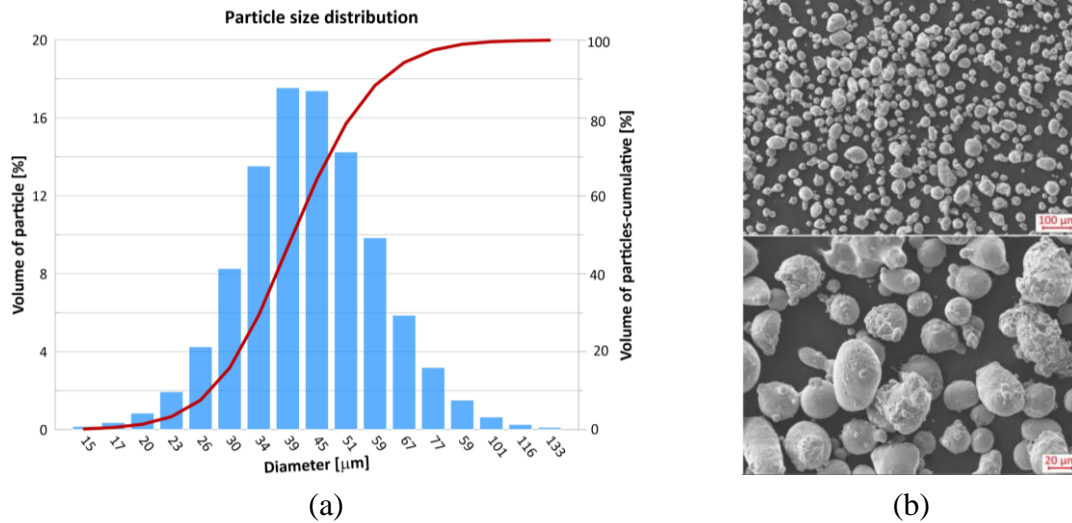 Particle size distribution
20
16
12
8
4
0
Volume of particle [%]
100
80
60
40
20
0
Volume of particles-cumulative [%]
15 17 20 23 26 30 34 39 45 51 59 67 77 59 101 116 133
Diameter [μm]
100 μm
20 μm
(a) (b)